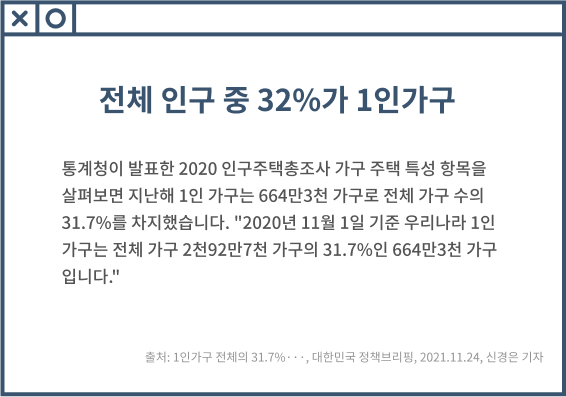 전체 인구 중 32%가 1인가구
통계청이 발표한 2020 인구주택총조사 가구 주택 특성 항목을
살펴보면 지난해 1인 가구는 664만3천 가구로 전체 가구 수의
31.7%를 차지했습니다. "2020년 11월 1일 기준 우리나라 1인
가구는 전체 가구 2천92만7천 가구의 31.7%인 664만3천 가구
입니다."
출처: 1인가구 전체의 31.7%···, 대한민국 정책브리핑, 2021.11.24, 신경은 기자